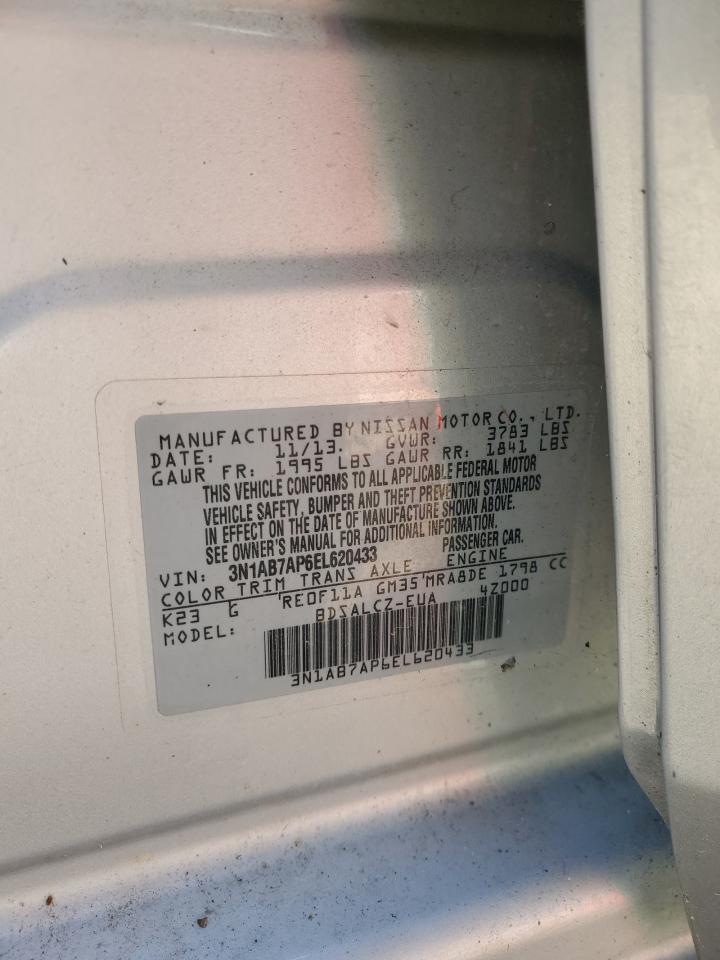 MANUFACTURED BY NISSAN MOTOR CO., LTD.
DATE: 11/13. GVWR: 3783 LBS
GAWR FR: 1995 LBS GAWR RR: 1841 LBS
THIS VEHICLE CONFORMS TO ALL APPLICABLE FEDERAL MOTOR
VEHICLE SAFETY, BUMPER AND THEFT PREVENTION STANDARDS
IN EFFECT ON THE DATE OF MANUFACTURE SHOWN ABOVE.
SEE OWNER'S MANUAL FOR ADDITIONAL INFORMATION.
VIN: 3N1AB7AP6EL620433 PASSENGER CAR.
COLOR TRIM TRANS AXLE ENGINE
K23 G RE0F11A GM35 MRA8DE 1798 CC
MODEL: BDSALCZ-EUA 4Z000
3N1AB7AP6EL620433